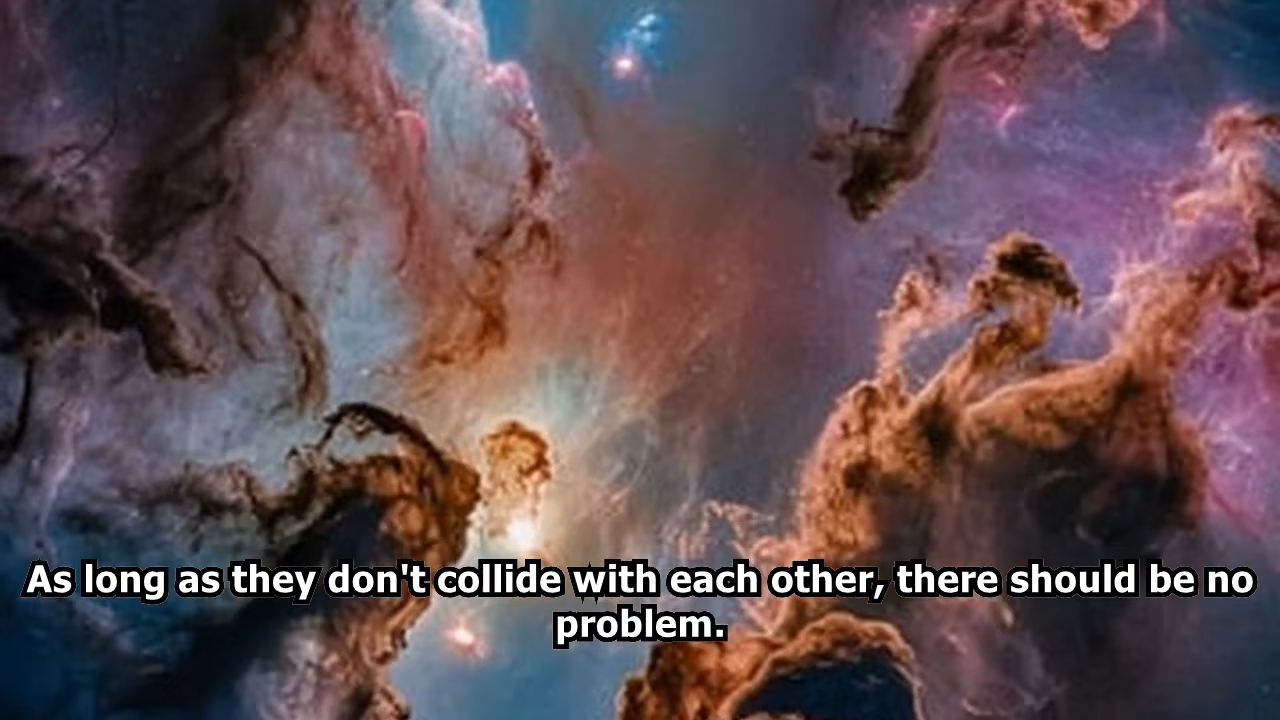 As long as they don't collide with each other, there should be no
problem.